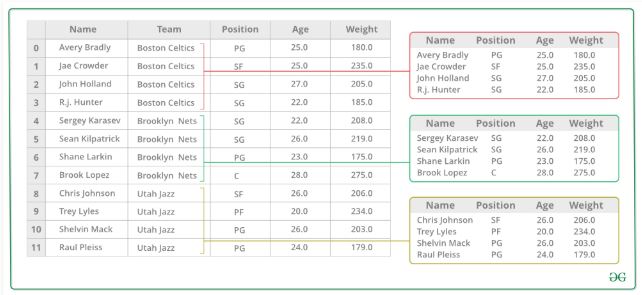 Name Team Position Age Weight
0 Avery Bradly Boston Celtics PG 25.0 180.0
1 Jae Crowder Boston Celtics SF 25.0 235.0
2 John Holland Boston Celtics SG 27.0 205.0
3 R.j. Hunter Boston Celtics SG 22.0 185.0
4 Sergey Karasev Brooklyn Nets SG 22.0 208.0
5 Sean Kilpatrick Brooklyn Nets SG 26.0 219.0
6 Shane Larkin Brooklyn Nets PG 23.0 175.0
7 Brook Lopez Brooklyn Nets C 28.0 275.0
8 Chris Johnson Utah Jazz SF 26.0 206.0
9 Trey Lyles Utah Jazz PF 20.0 234.0
10 Shelvin Mack Utah Jazz PG 26.0 203.0
11 Raul Pleiss Utah Jazz PG 24.0 179.0
Name Position Age Weight
Avery Bradly PG 25.0 180.0
Jae Crowder SF 25.0 235.0
John Holland SG 27.0 205.0
R.j. Hunter SG 22.0 185.0
Name Position Age Weight
Sergey Karasev SG 22.0 208.0
Sean Kilpatrick SG 26.0 219.0
Shane Larkin PG 23.0 175.0
Brook Lopez C 28.0 275.0
Name Position Age Weight
Chris Johnson SF 26.0 206.0
Trey Lyles PF 20.0 234.0
Shelvin Mack PG 26.0 203.0
Raul Pleiss PG 24.0 179.0